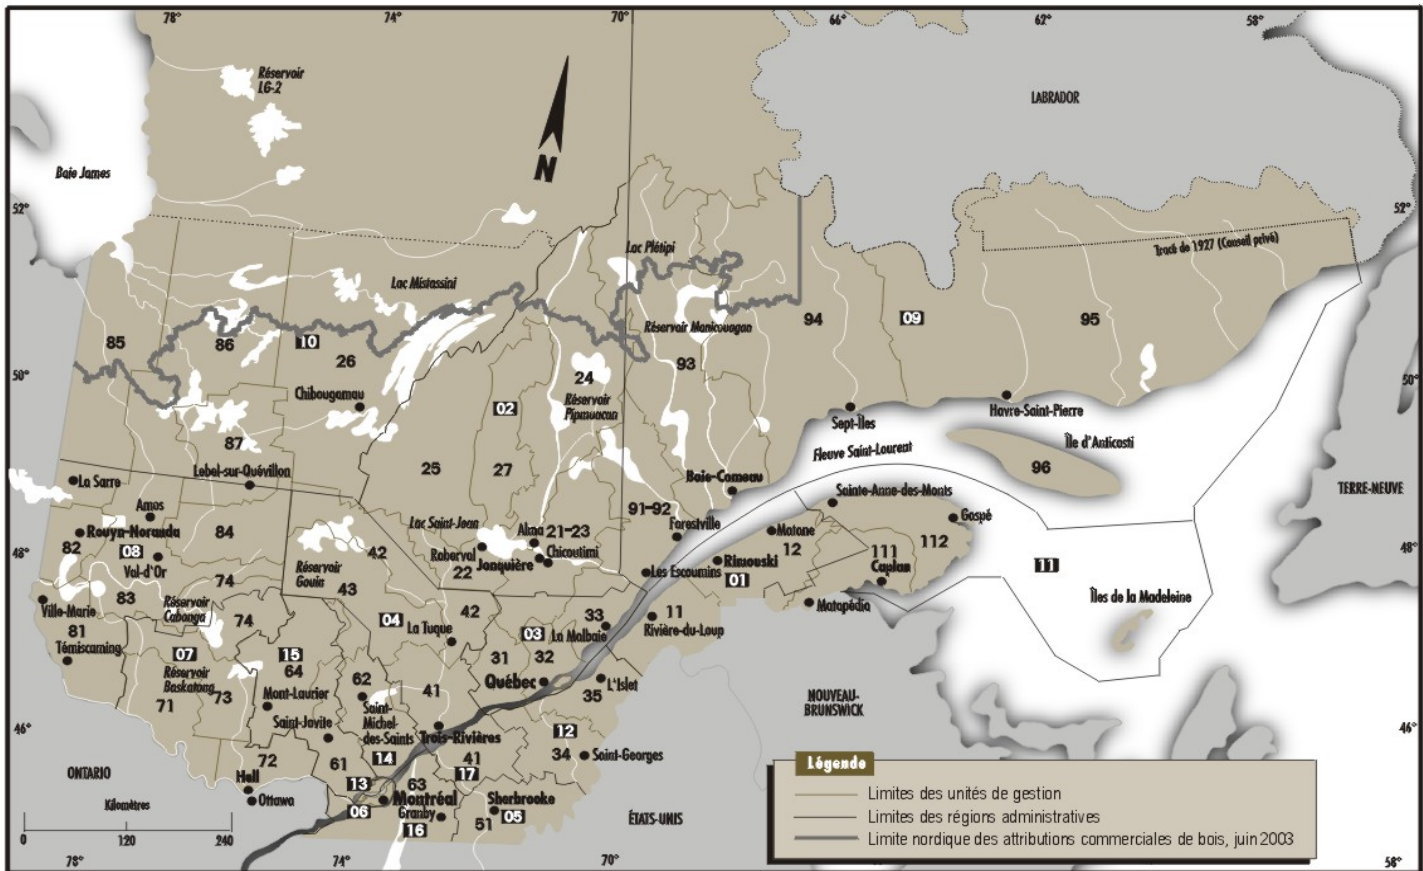 78°
74°
70°
66°
62°
58°
Réservoir
LG-2
LABRADOR
N
Baie James
52°
52°
Lac Plétipi
Tracé de 1927 (Conseil privé)
Lac Mistassini
85
86
10
26
Réservoir Manicouagan
94
09
95
93
50°
50°
24
Chibougamau
02
Réservoir
Pipmuacan
Sept-Îles
Havre-Saint-Pierre
87
Fleuve Saint-Laurent
Île d'Anticosti
96
25
27
Lebel-sur-Quévillon
La Sarre
Baie-Comeau
TERRE-NEUVE
Sainte-Anne-des-Monts
Amos
91-92
Gaspé
Rouyn-Noranda
84
Lac Saint-Jean
Alma
21-23
Forestville
Matane
48°
48°
82
08
Val-d'Or
42
Roberval
Chicoutimi
12
111
112
Réservoir
Gouin
22
Jonquière
Les Escoumins
Rimouski
01
Caplan
11
74
43
83
Réservoir
Cabonga
Ville-Marie
74
42
33
11
Matapédia
Îles de la Madeleine
04
La Tuque
03
La Malbaie
Rivière-du-Loup
81
Témiscaming
07
15
64
31
32
Réservoir
Baskatong
62
Québec
L'Islet
71
73
Mont-Laurier
41
35
NOUVEAU-
BRUNSWICK
Saint-
Michel-
des-Saints
46°
46°
Saint-Jovite
Trois-Rivières
12
34
Saint-Georges
72
61
14
41
17
ONTARIO
Hull
13
63
Légende
Ottawa
06
Montréal
Sherbrooke
Limites des unités de gestion
Kilomètres
Granby
51
05
ÉTATS-UNIS
Limites des régions administratives
16
Limite nordique des attributions commerciales de bois, juin 2003
0
120
240
78°
74°
70°
58°